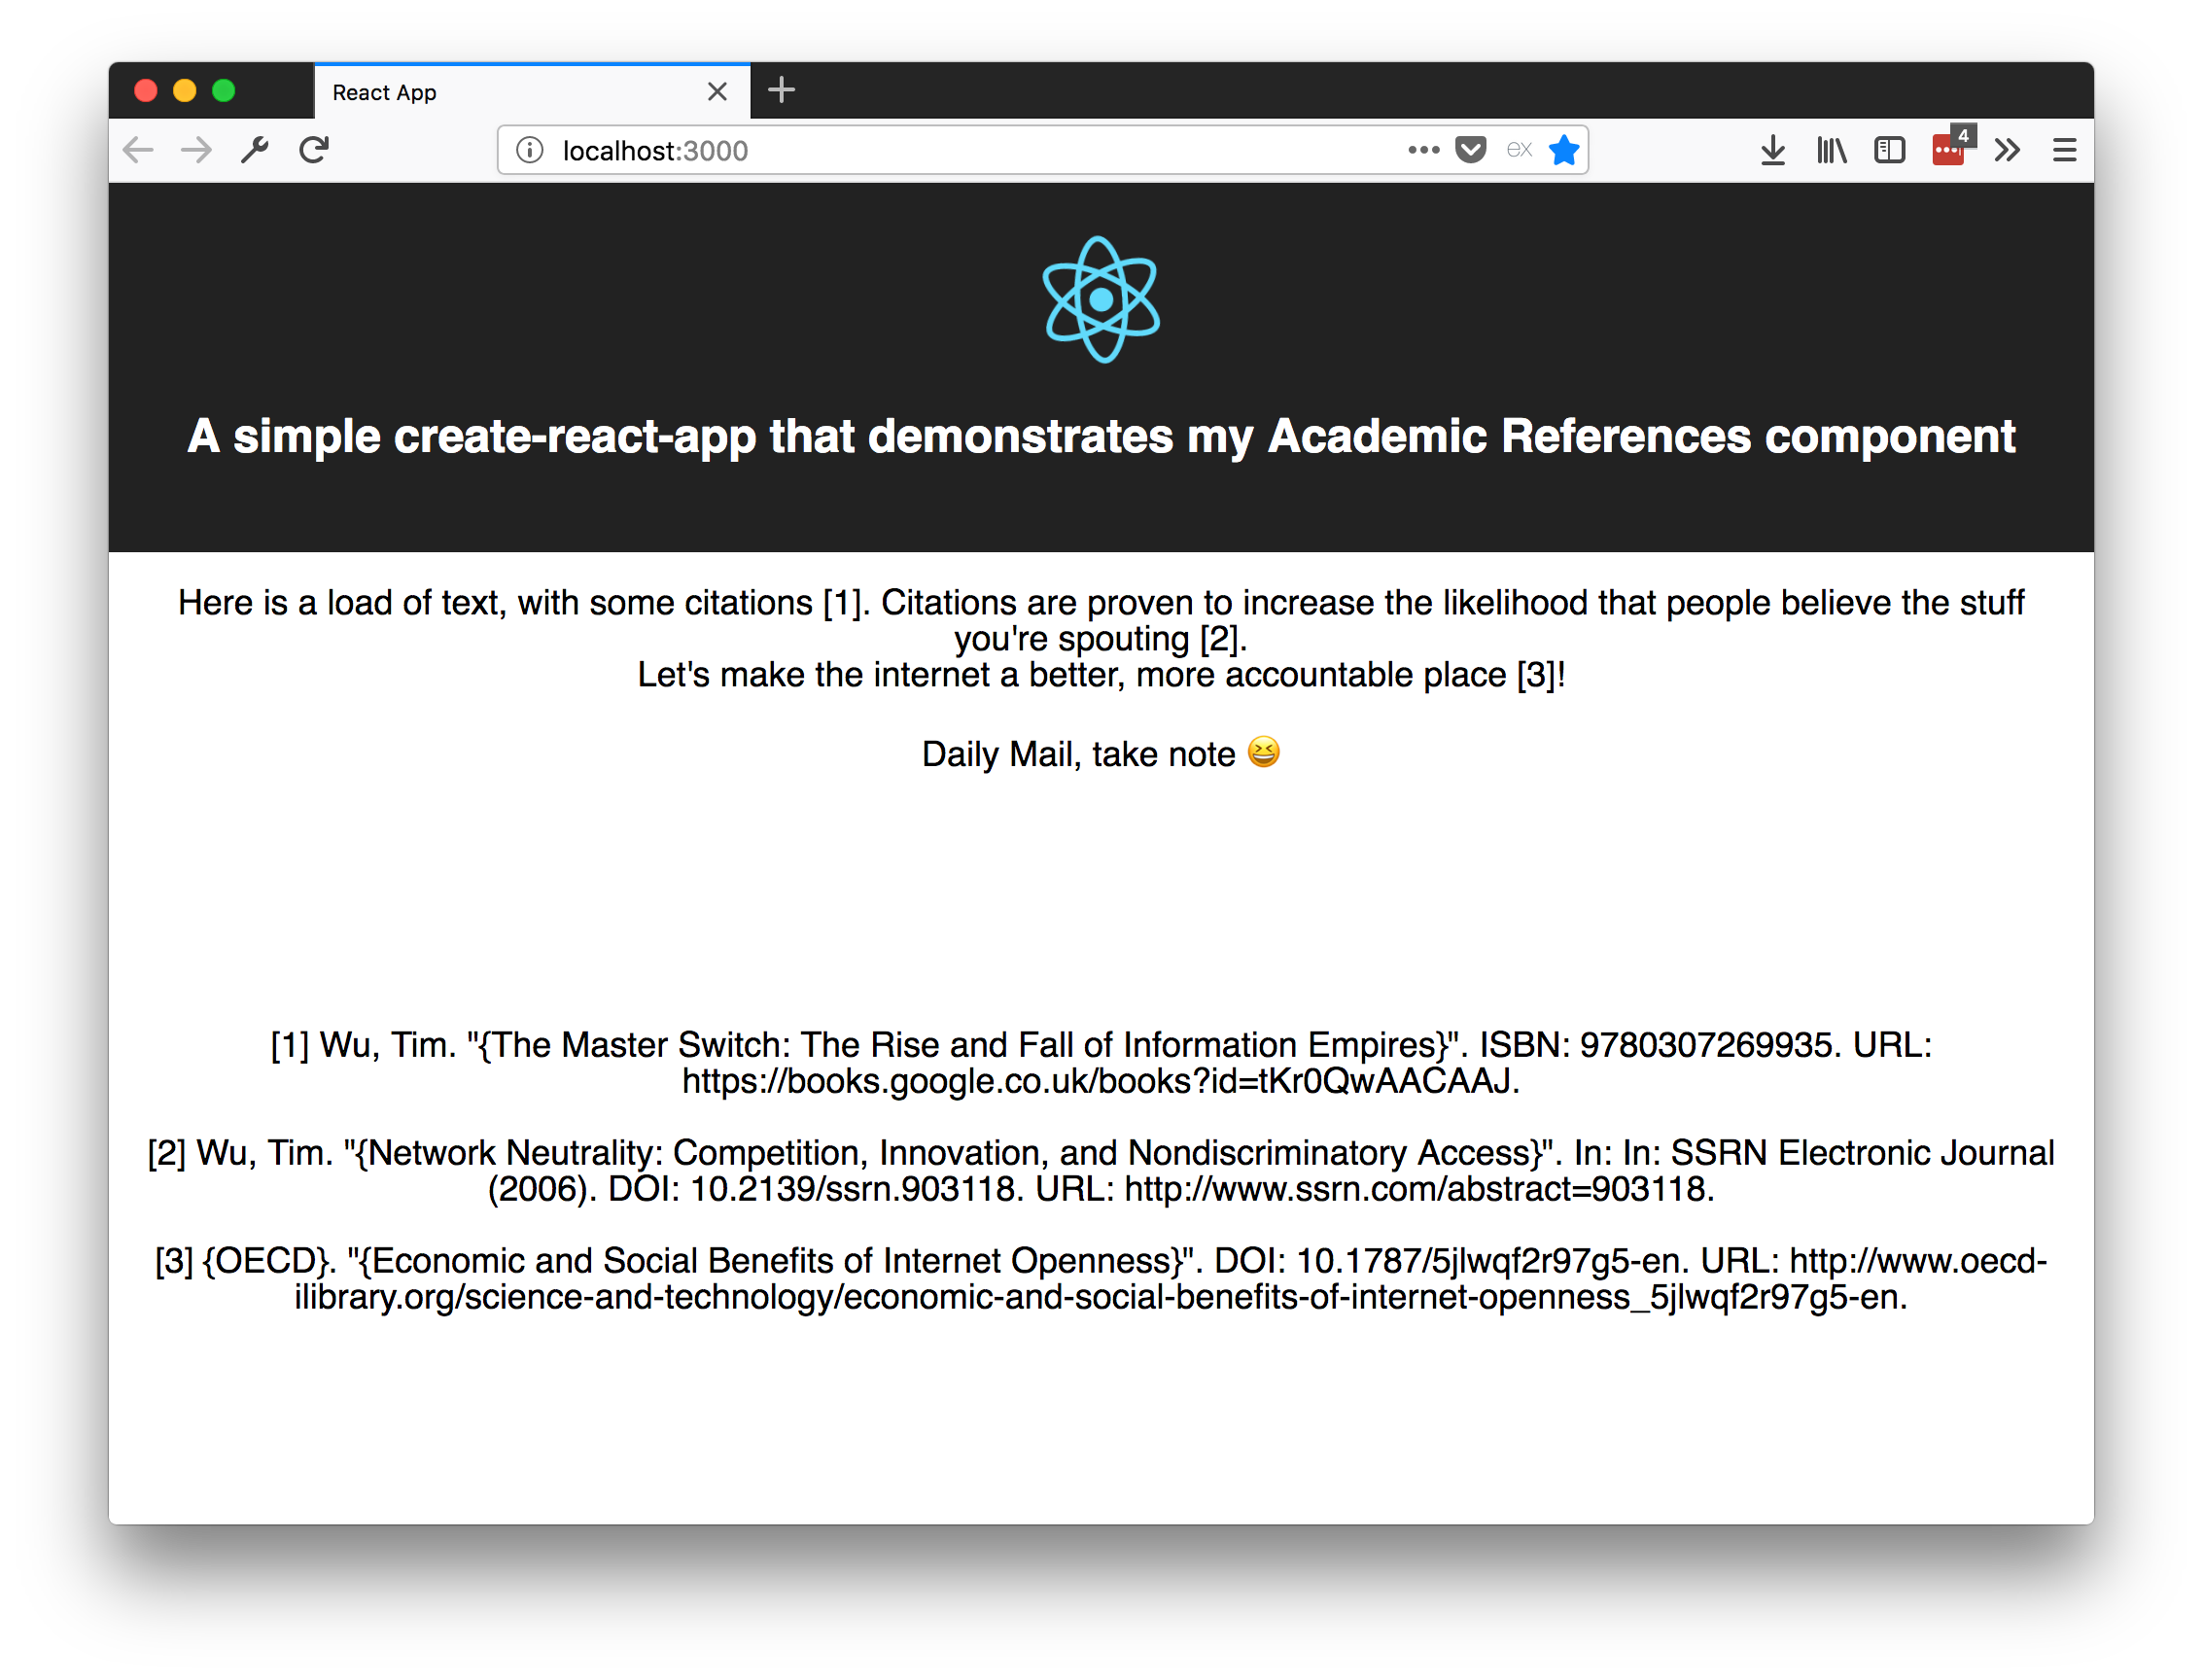 React App
localhost:3000
ex
4
A simple create-react-app that demonstrates my Academic References component
Here is a load of text, with some citations [1]. Citations are proven to increase the likelihood that people believe the stuff
you're spouting [2].
Let's make the internet a better, more accountable place [3]!
Daily Mail, take note 😆
[1] Wu, Tim. "{The Master Switch: The Rise and Fall of Information Empires}". ISBN: 9780307269935. URL:
https://books.google.co.uk/books?id=tKr0QwAACAAJ.
[2] Wu, Tim. "{Network Neutrality: Competition, Innovation, and Nondiscriminatory Access}". In: In: SSRN Electronic Journal
(2006). DOI: 10.2139/ssrn.903118. URL: http://www.ssrn.com/abstract=903118.
[3] {OECD}. "{Economic and Social Benefits of Internet Openness}". DOI: 10.1787/5jlwqf2r97g5-en. URL: http://www.oecd-
ilibrary.org/science-and-technology/economic-and-social-benefits-of-internet-openness_5jlwqf2r97g5-en.